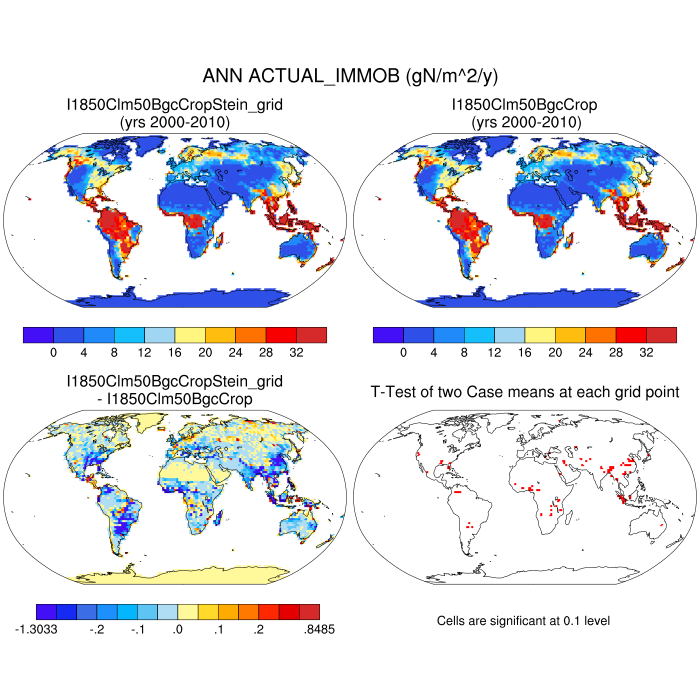 ANN ACTUAL_IMMOB (gN/m^2/y)
I1850Clm50BgcCropStein_grid
(yrs 2000-2010)
I1850Clm50BgcCrop
(yrs 2000-2010)
0 4 8 12 16 20 24 28 32
0 4 8 12 16 20 24 28 32
I1850Clm50BgcCropStein_grid
- I1850Clm50BgcCrop
T-Test of two Case means at each grid point
-1.3033 -.2 -.1 .0 .1 .2 .8485
Cells are significant at 0.1 level